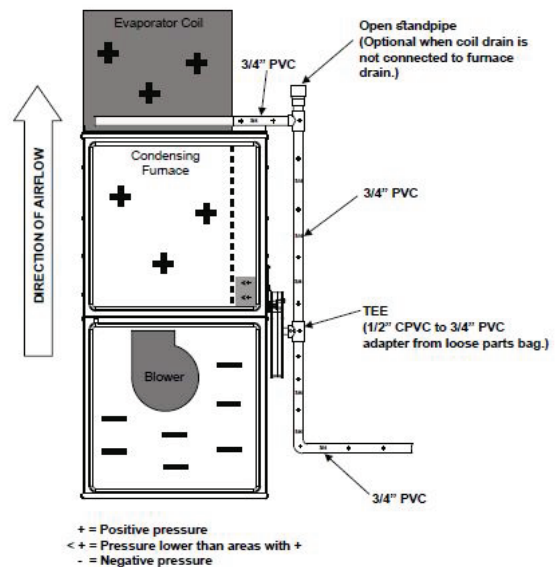 Evaporator Coil
Open standpipe
(Optional when coil drain is
not connected to furnace
drain.)
3/4" PVC
Condensing
Furnace
DIRECTION OF AIRFLOW
3/4" PVC
TEE
(1/2" CPVC to 3/4" PVC
adapter from loose parts bag.)
Blower
3/4" PVC
+ = Positive pressure
< + = Pressure lower than areas with +
- = Negative pressure